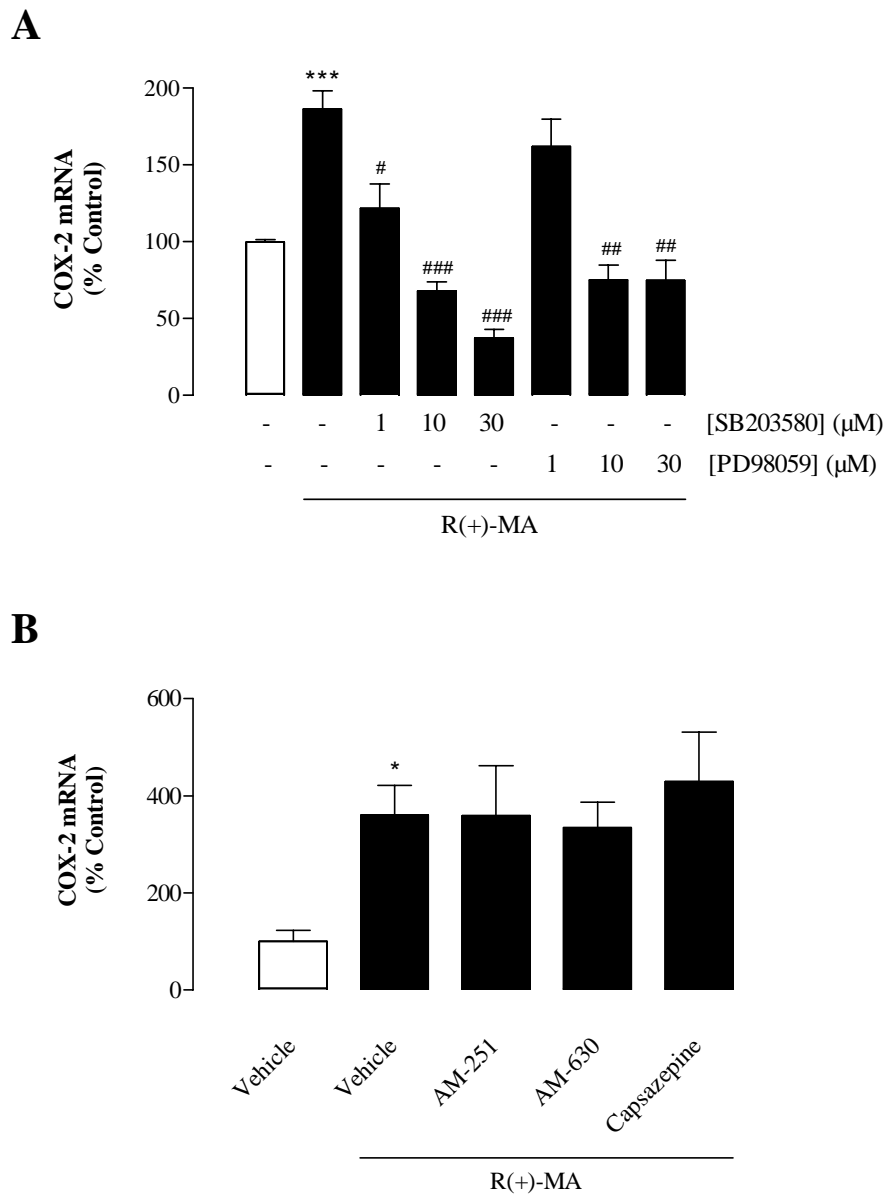 A
COX-2 mRNA
(% Control)
200
150
100
50
0
***
#
###
###
##
##
- - 1 10 30 - - - [SB203580] (µM)
- - - - - 1 10 30 [PD98059] (µM)
R(+)-MA
B
COX-2 mRNA
(% Control)
600
400
200
0
*
Vehicle
Vehicle
AM-251
AM-630
Capsazepine
R(+)-MA